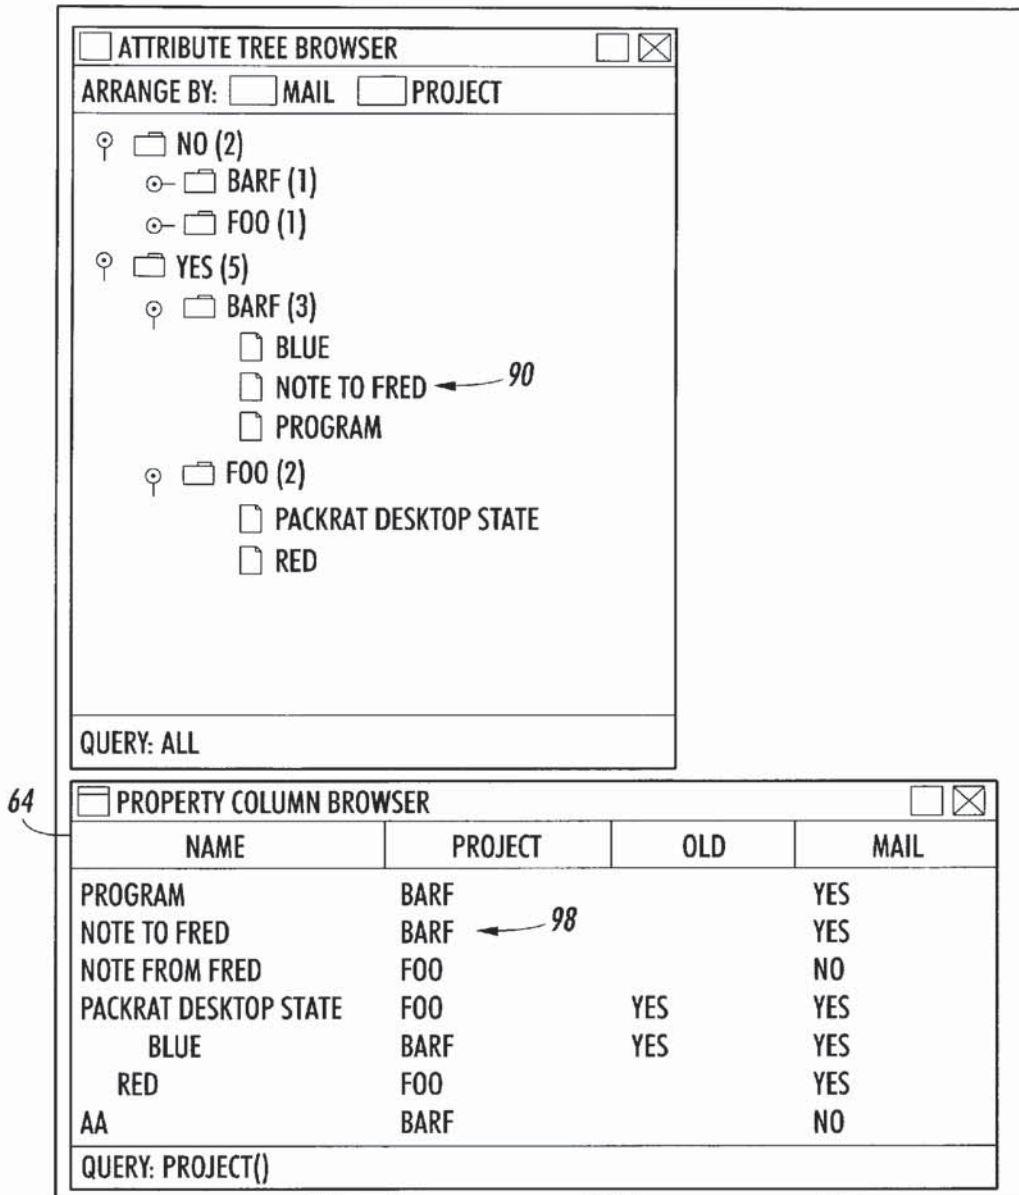 ATTRIBUTE TREE BROWSER
ARRANGE BY: MAIL PROJECT
NO (2)
BARF (1)
FOO (1)
YES (5)
BARF (3)
BLUE
NOTE TO FRED 90
PROGRAM
FOO (2)
PACKRAT DESKTOP STATE
RED
QUERY: ALL
64
PROPERTY COLUMN BROWSER
NAME PROJECT OLD MAIL
PROGRAM BARF YES
NOTE TO FRED BARF 98 YES
NOTE FROM FRED FOO NO
PACKRAT DESKTOP STATE FOO YES YES
BLUE BARF YES YES
RED FOO YES
AA BARF NO
QUERY: PROJECT()